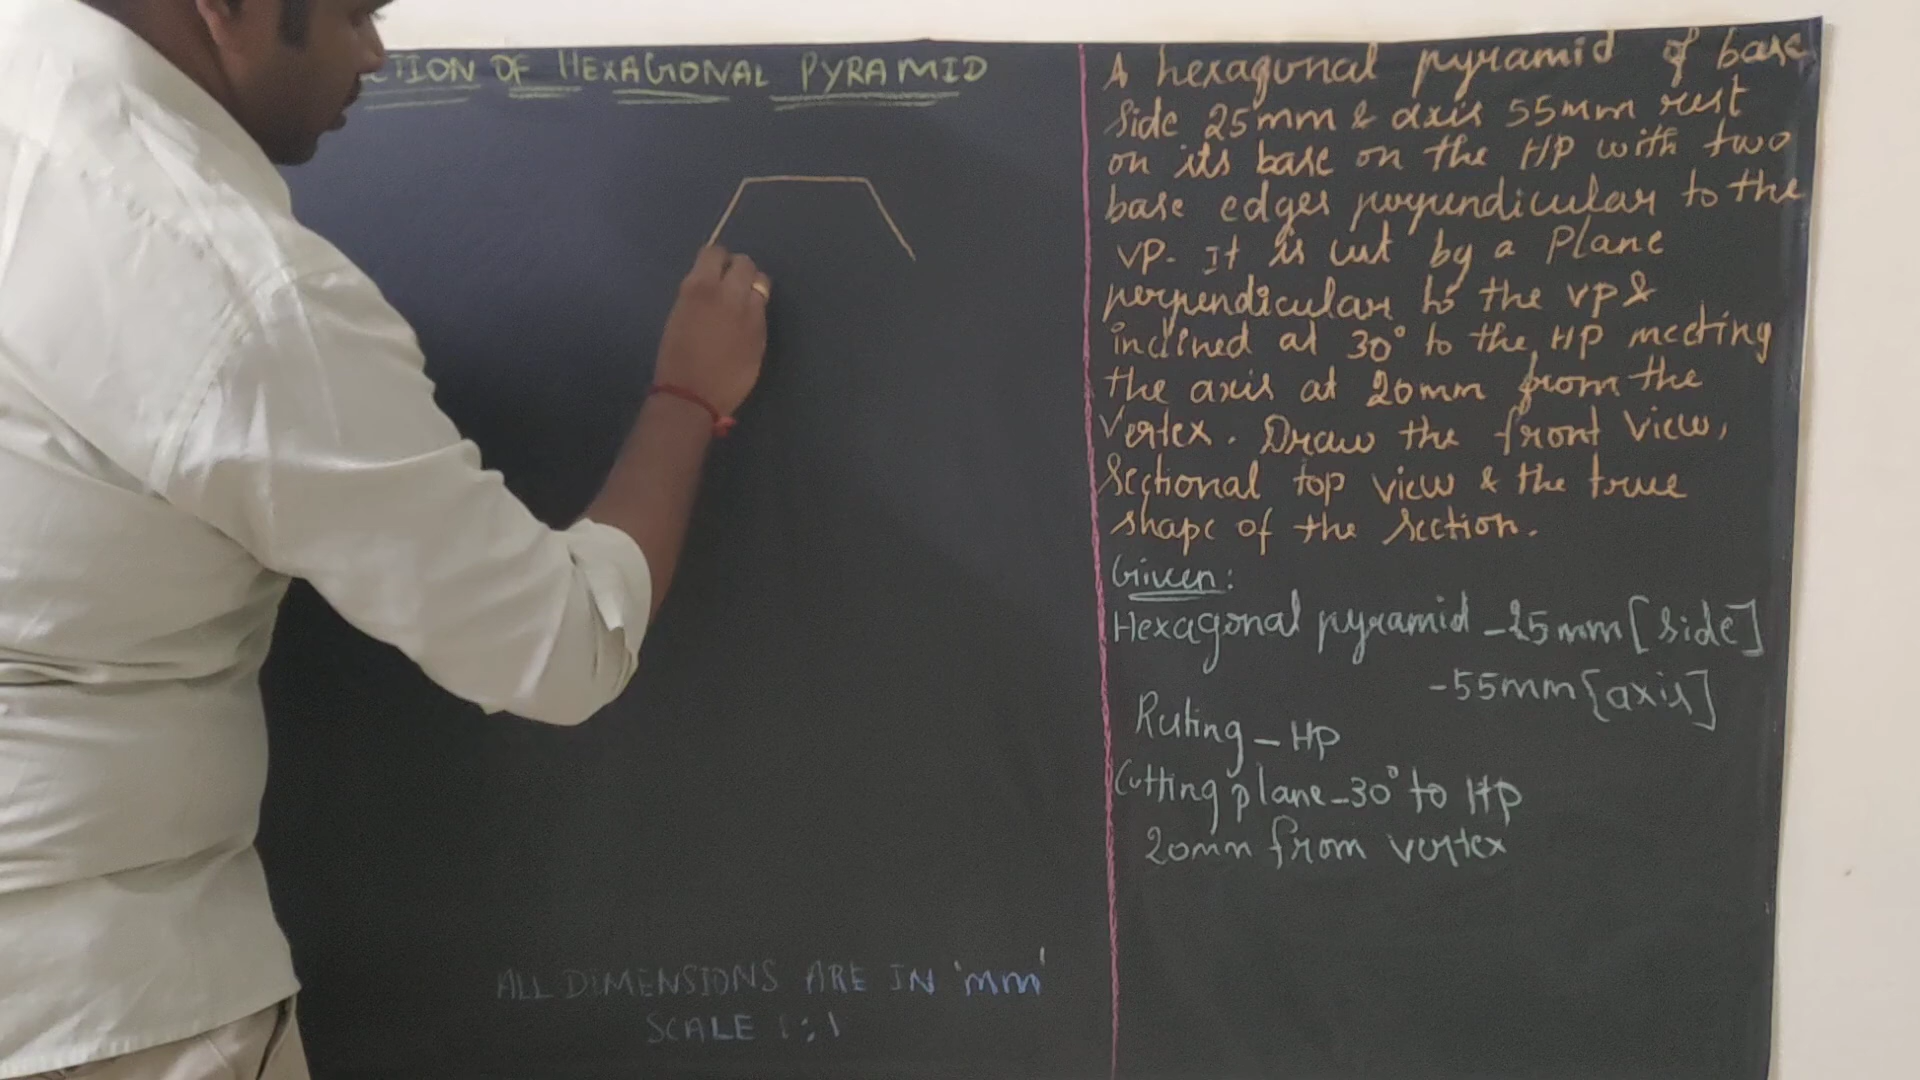 CTION OF HEXAGONAL PYRAMID
A hexagonal pyramid of base
side 25mm & axis 55mm rest
on its base on the HP with two
base edges perpendicular to the
VP. It is cut by a Plane
perpendicular to the VP &
inclined at 30° to the HP meeting
the axis at 20mm from the
Vertex. Draw the front view,
Sectional top view & the true
shape of the section.
Given:
Hexagonal pyramid - 25mm [side]
- 55mm [axis]
Resting - HP
Cutting plane - 30° to HP
20mm from vertex
ALL DIMENSIONS ARE IN 'mm'
SCALE 1:1